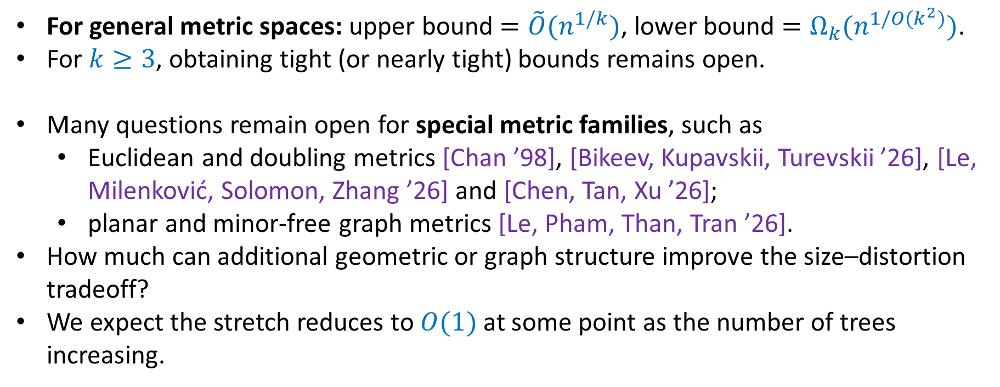 • For general metric spaces: upper bound = Õ(n^{1/k}), lower bound = Ω_k(n^{1/O(k^2)}).
• For k ≥ 3, obtaining tight (or nearly tight) bounds remains open.
• Many questions remain open for special metric families, such as
• Euclidean and doubling metrics [Chan ’98], [Bikeev, Kupavskii, Turevskii ’26], [Le,
Milenković, Solomon, Zhang ’26] and [Chen, Tan, Xu ’26];
• planar and minor-free graph metrics [Le, Pham, Than, Tran ’26].
• How much can additional geometric or graph structure improve the size–distortion
tradeoff?
• We expect the stretch reduces to O(1) at some point as the number of trees
increasing.